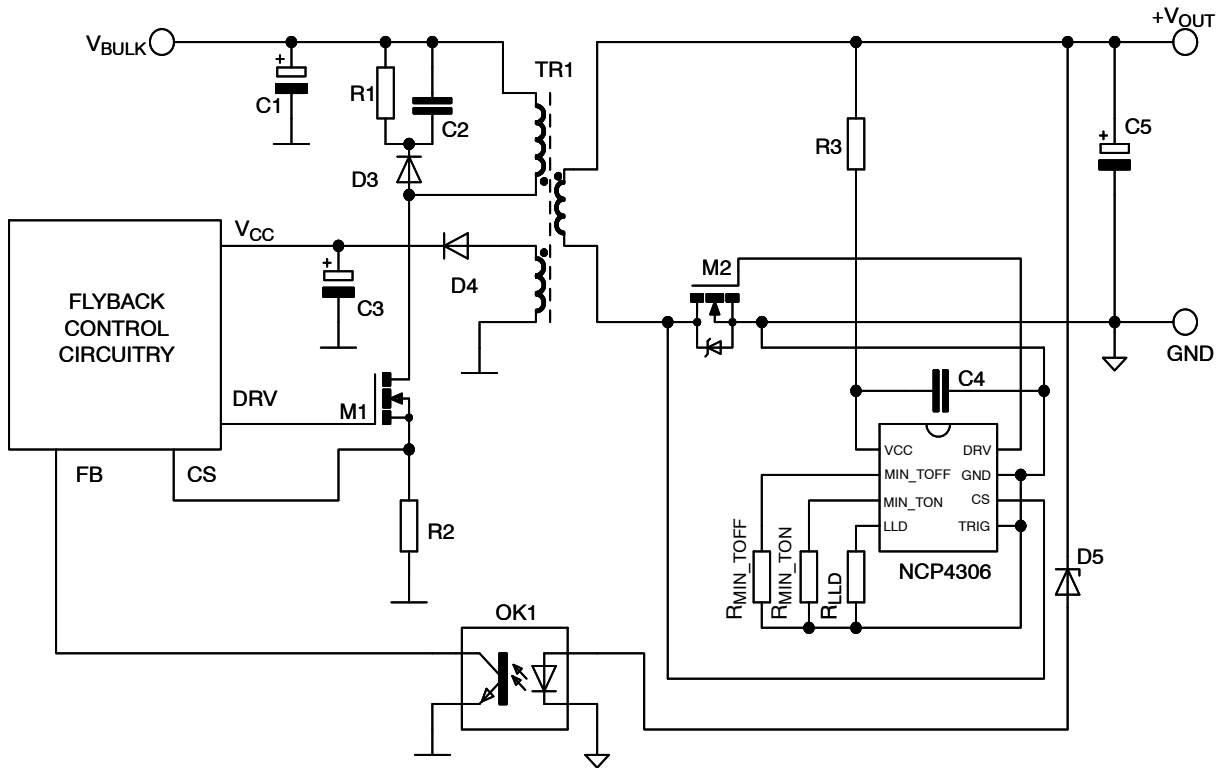 +VOUT
VBULK
TR1
+
C1
R1
C2
R3
+
C5
D3
VCC
+
C3
D4
M2
GND
FLYBACK
CONTROL
CIRCUITRY
DRV
M1
C4
FB
CS
R2
VCC
MIN_TOFF
MIN_TON
LLD
DRV
GND
CS
TRIG
NCP4306
RMIN_TOFF
RMIN_TON
RLLD
D5
OK1